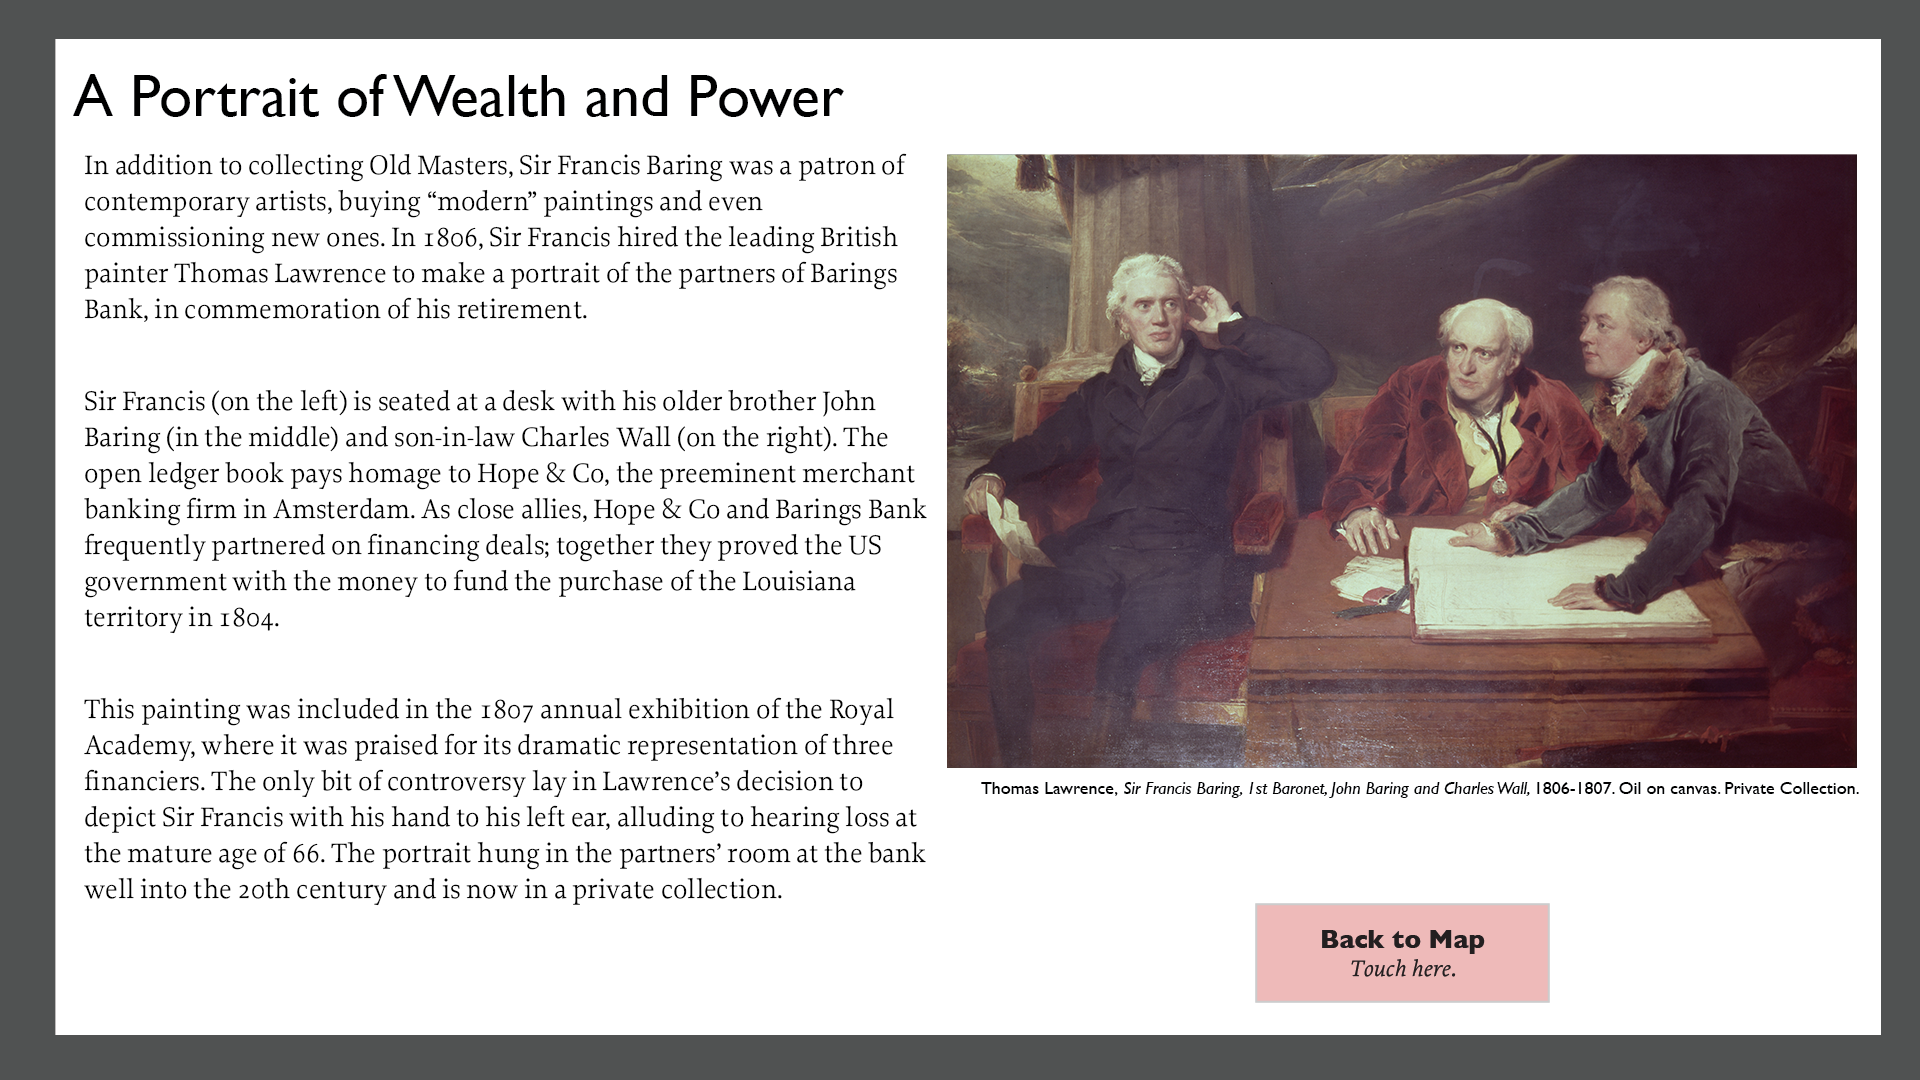 A Portrait of Wealth and Power
In addition to collecting Old Masters, Sir Francis Baring was a patron of
contemporary artists, buying “modern” paintings and even
commissioning new ones. In 1806, Sir Francis hired the leading British
painter Thomas Lawrence to make a portrait of the partners of Barings
Bank, in commemoration of his retirement.
Sir Francis (on the left) is seated at a desk with his older brother John
Baring (in the middle) and son-in-law Charles Wall (on the right). The
open ledger book pays homage to Hope & Co, the preeminent merchant
banking firm in Amsterdam. As close allies, Hope & Co and Barings Bank
frequently partnered on financing deals; together they proved the US
government with the money to fund the purchase of the Louisiana
territory in 1804.
This painting was included in the 1807 annual exhibition of the Royal
Academy, where it was praised for its dramatic representation of three
financiers. The only bit of controversy lay in Lawrence’s decision to
depict Sir Francis with his hand to his left ear, alluding to hearing loss at
the mature age of 66. The portrait hung in the partners’ room at the bank
well into the 20th century and is now in a private collection.
Thomas Lawrence, Sir Francis Baring, 1st Baronet, John Baring and Charles Wall, 1806-1807. Oil on canvas. Private Collection.
Back to Map
Touch here.